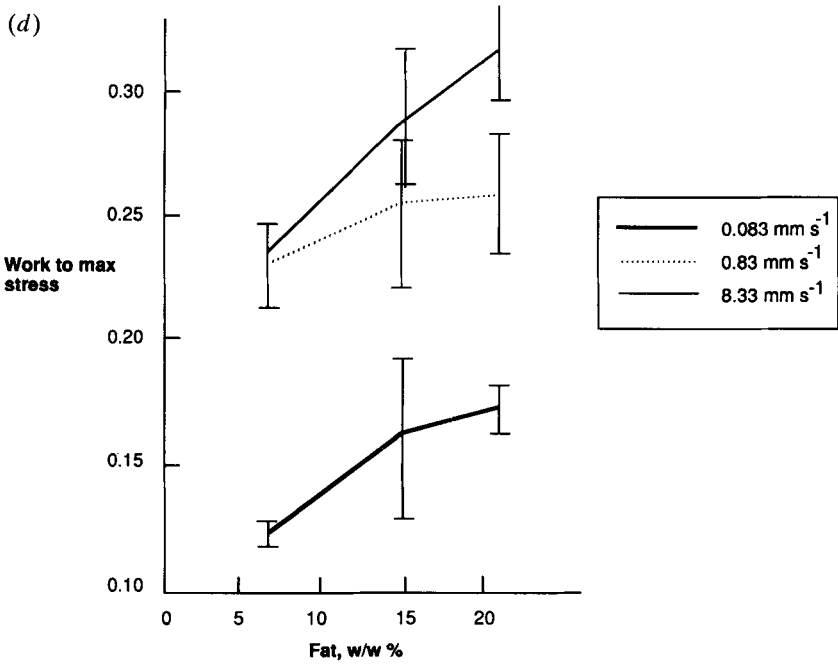 (d)
0.30
0.25
Work to max
stress
0.20
0.15
0.10
0 5 10 15 20
Fat, w/w %
0.083 mm s⁻¹
0.83 mm s⁻¹
8.33 mm s⁻¹